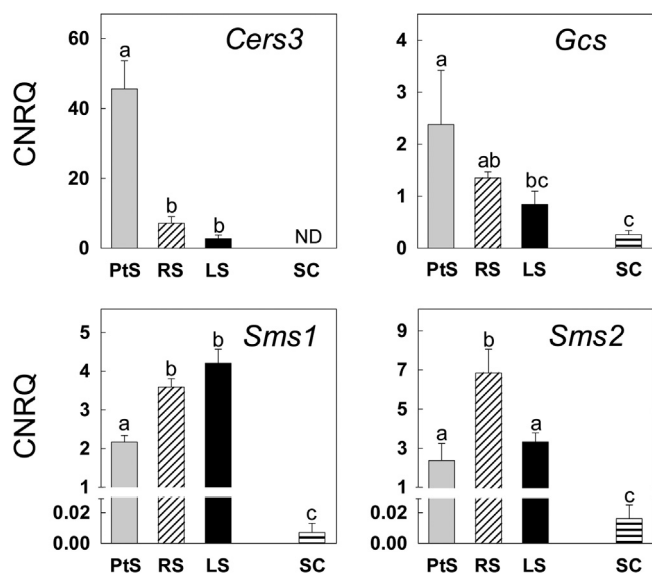 Cers3
60
40
20
0
CNRQ
a
b
b
ND
PtS RS LS SC
Gcs
4
3
2
1
0
a
ab
bc
c
PtS RS LS SC
Sms1
5
4
3
2
1
0.02
0.00
CNRQ
a
b
b
c
PtS RS LS SC
Sms2
9
7
5
3
1
0.02
0.00
a
b
a
c
PtS RS LS SC